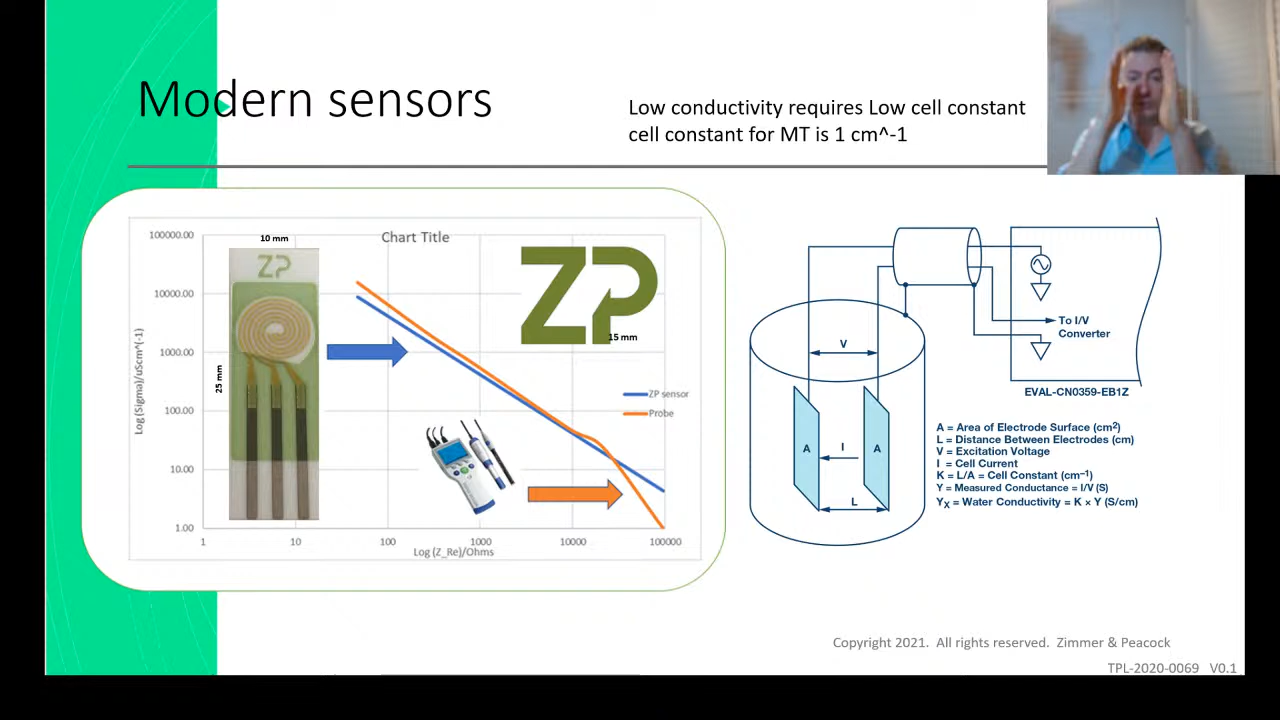 Modern sensors
Low conductivity requires Low cell constant
cell constant for MT is 1 cm^-1
10 mm
ZP
25 mm
Chart Title
ZP
15 mm
Log (Sigma)/uScm^(-1)
100000.00
10000.00
1000.00
100.00
10.00
1.00
1
10
100
1000
10000
100000
Log (Z_Re)/Ohms
ZP sensor
Probe
V
A
I
A
L
To I/V
Converter
EVAL-CN0359-EB1Z
A = Area of Electrode Surface (cm2)
L = Distance Between Electrodes (cm)
V = Excitation Voltage
I = Cell Current
K = L/A = Cell Constant (cm–1)
Y = Measured Conductance = I/V (S)
YX = Water Conductivity = K × Y (S/cm)
Copyright 2021. All rights reserved. Zimmer & Peacock
TPL-2020-0069 V0.1